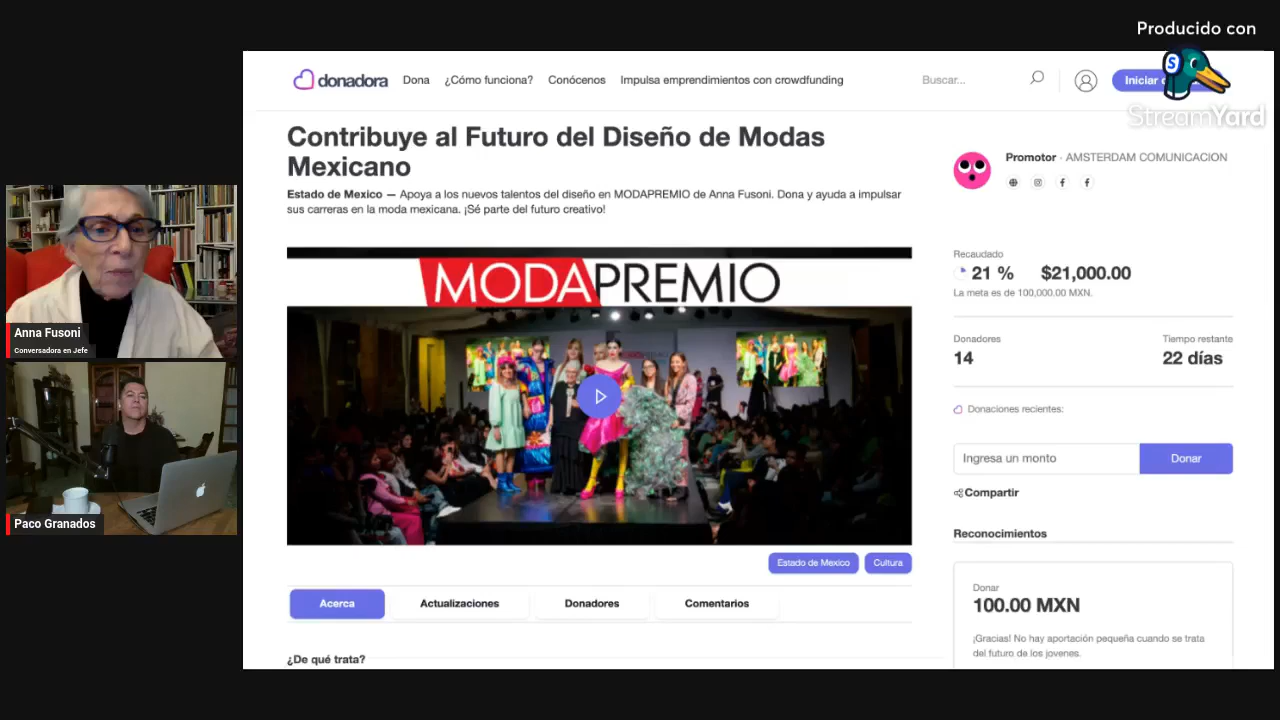 Producido con
StreamYard
donadora
Dona
¿Cómo funciona?
Conócenos
Impulsa emprendimientos con crowdfunding
Buscar...
Iniciar
Contribuye al Futuro del Diseño de Modas
Mexicano
Estado de Mexico — Apoya a los nuevos talentos del diseño en MODAPREMIO de Anna Fusoni. Dona y ayuda a impulsar
sus carreras en la moda mexicana. ¡Sé parte del futuro creativo!
MODAPREMIO
Estado de Mexico
Cultura
Acerca
Actualizaciones
Donadores
Comentarios
¿De qué trata?
Promotor · AMSTERDAM COMUNICACION
Recaudado
21 % $21,000.00
La meta es de 100,000.00 MXN.
Donadores
14
Tiempo restante
22 días
Donaciones recientes:
Ingresa un monto
Donar
Compartir
Reconocimientos
Donar
100.00 MXN
¡Gracias! No hay aportación pequeña cuando se trata
del futuro de los jovenes.
Anna Fusoni
Conversadora en Jefe
Paco Granados